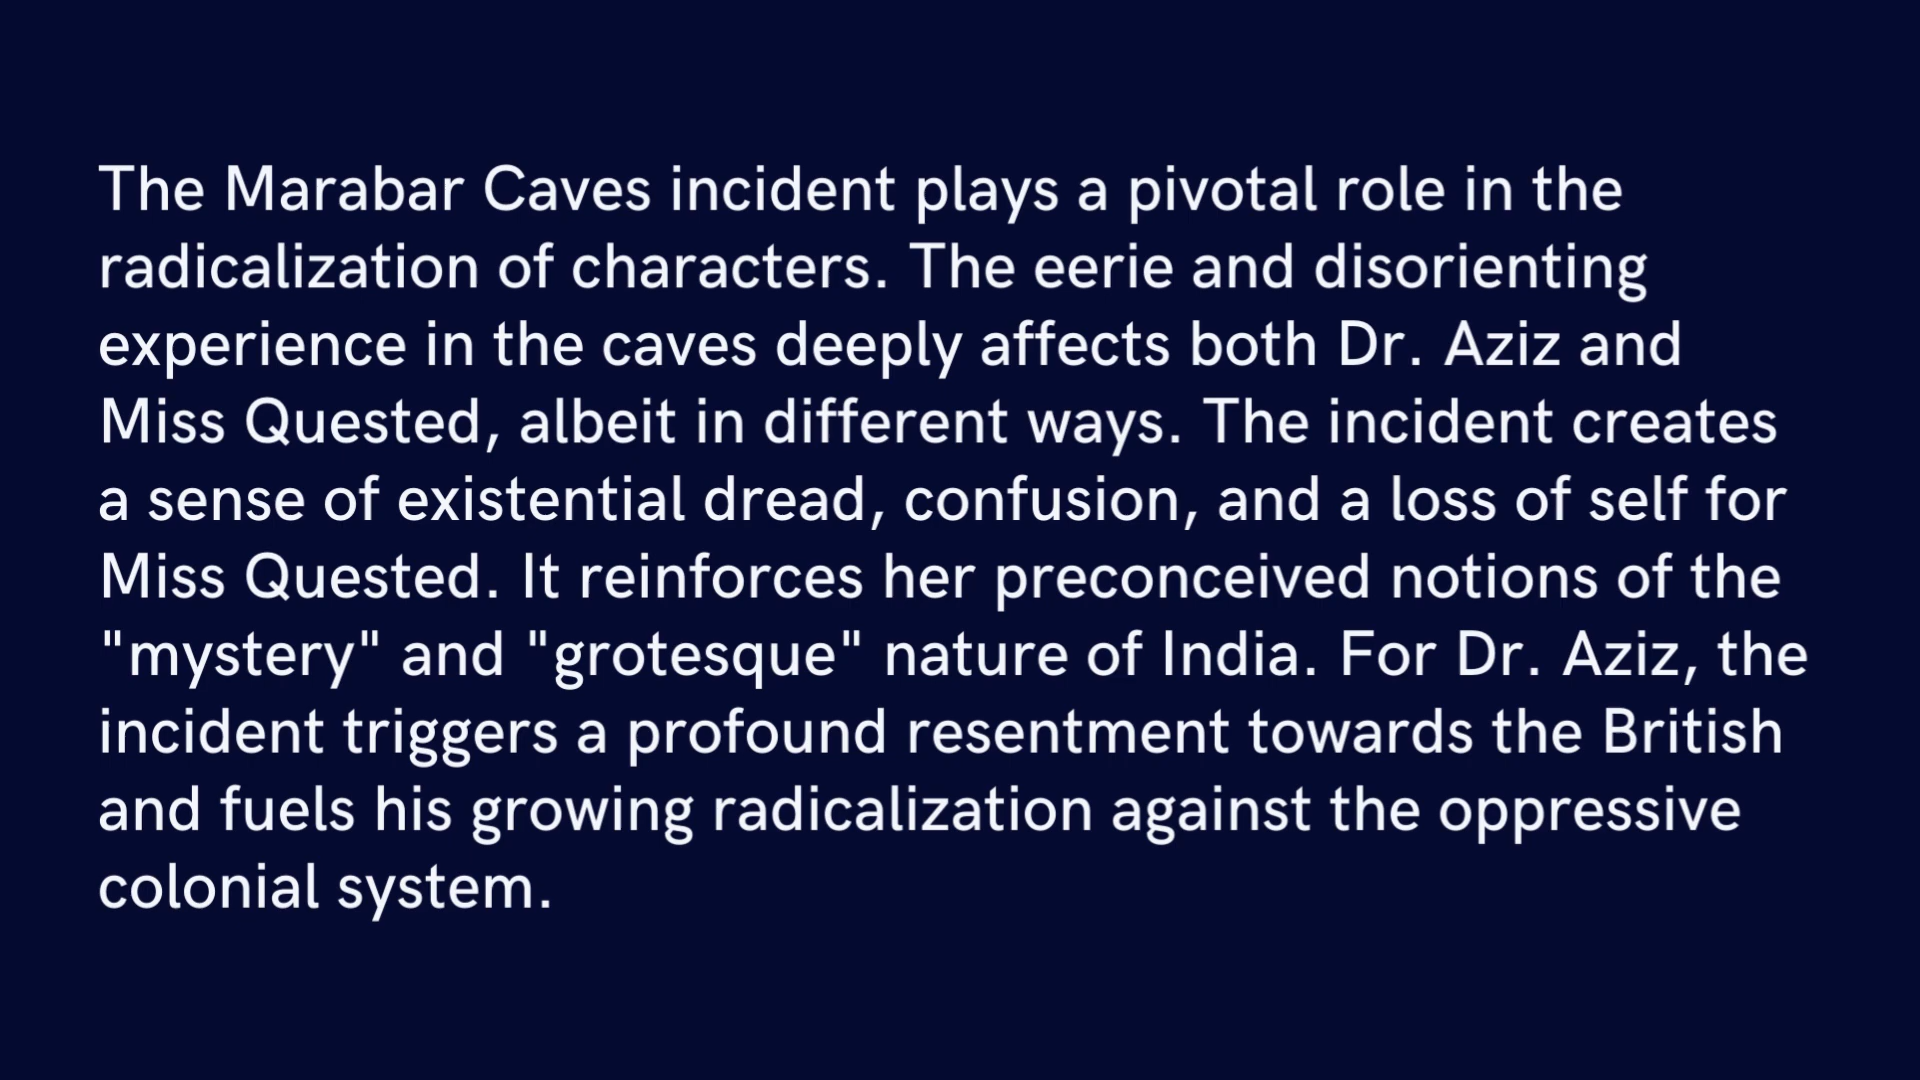 The Marabar Caves incident plays a pivotal role in the
radicalization of characters. The eerie and disorienting
experience in the caves deeply affects both Dr. Aziz and
Miss Quested, albeit in different ways. The incident creates
a sense of existential dread, confusion, and a loss of self for
Miss Quested. It reinforces her preconceived notions of the
"mystery" and "grotesque" nature of India. For Dr. Aziz, the
incident triggers a profound resentment towards the British
and fuels his growing radicalization against the oppressive
colonial system.